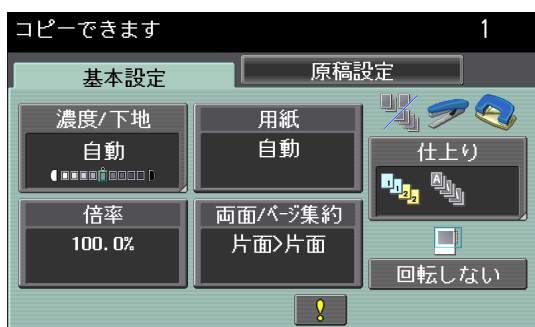 コピーできます 1
基本設定 原稿設定
濃度/下地
自動
用紙
自動
仕上り
倍率
100.0%
両面/ページ集約
片面>片面
回転しない